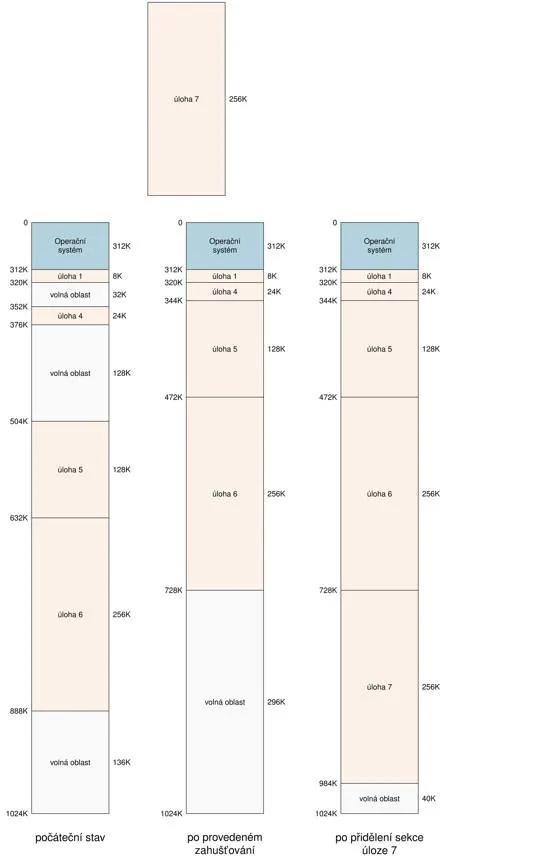 úloha 7
256K
0
Operační
systém
312K
312K
úloha 1
8K
320K
volná oblast
32K
352K
úloha 4
24K
376K
volná oblast
128K
504K
úloha 5
128K
632K
úloha 6
256K
888K
volná oblast
136K
1024K
počáteční stav
0
Operační
systém
312K
312K
úloha 1
8K
320K
úloha 4
24K
344K
úloha 5
128K
472K
úloha 6
256K
728K
volná oblast
296K
1024K
po provedeném
zahušťování
0
Operační
systém
312K
312K
úloha 1
8K
320K
úloha 4
24K
344K
úloha 5
128K
472K
úloha 6
256K
728K
úloha 7
256K
984K
volná oblast
40K
1024K
po přidělení sekce
úloze 7